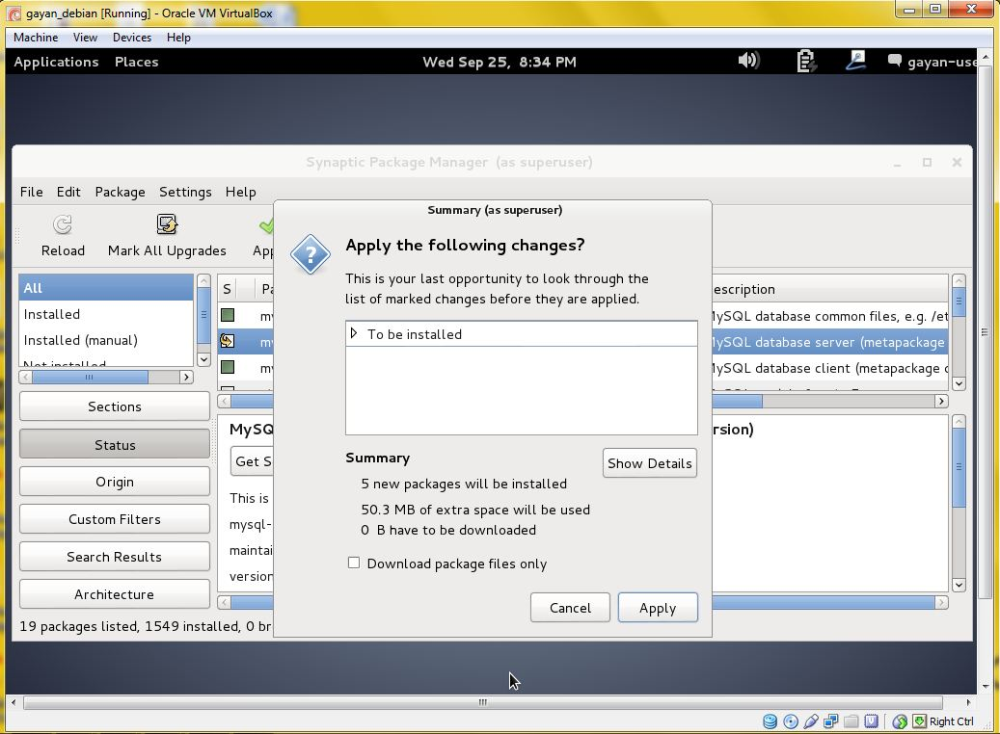 gayan_debian [Running] - Oracle VM VirtualBox
Machine View Devices Help
Applications Places Wed Sep 25, 8:34 PM gayan-use
Synaptic Package Manager (as superuser)
File Edit Package Settings Help
Summary (as superuser)
Reload Mark All Upgrades App
Apply the following changes?
This is your last opportunity to look through the
list of marked changes before they are applied.
All
Installed
Installed (manual)
Not installed
S Pa escription
my MySQL database common files, e.g. /et
my MySQL database server (metapackage
my MySQL database client (metapackage d
To be installed
Sections
Status
Origin
Custom Filters
Search Results
Architecture
MySQ rsion)
Get S
This is
mysql-
maintai
version
Summary
Show Details
5 new packages will be installed
50.3 MB of extra space will be used
0 B have to be downloaded
Download package files only
Cancel Apply
19 packages listed, 1549 installed, 0 br
Right Ctrl